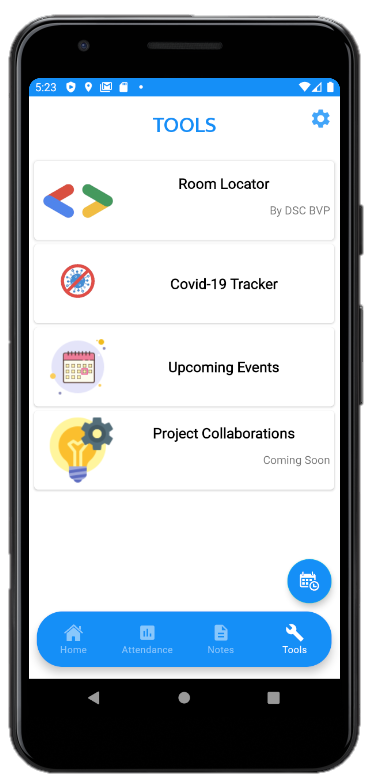 5:23
TOOLS
Room Locator
By DSC BVP
Covid-19 Tracker
Upcoming Events
Project Collaborations
Coming Soon
Home Attendance Notes Tools